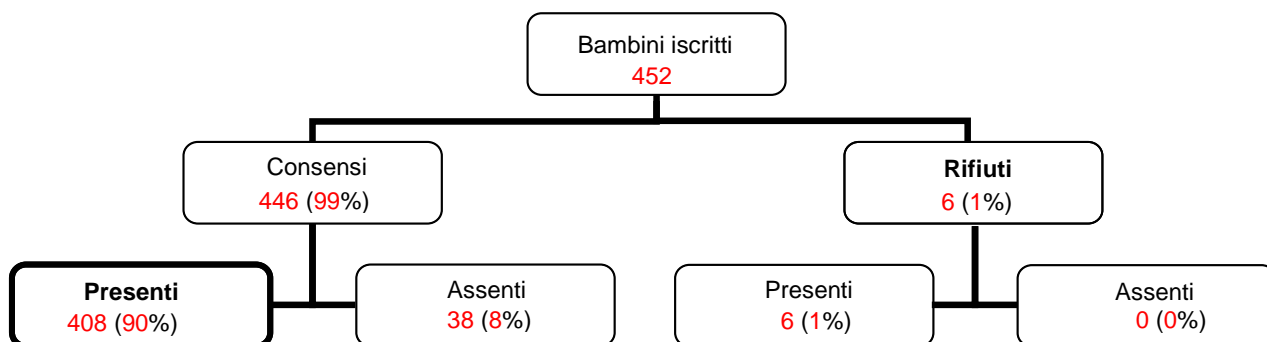 Bambini iscritti
452
Consensi
446 (99%)
Rifiuti
6 (1%)
Presenti
408 (90%)
Assenti
38 (8%)
Presenti
6 (1%)
Assenti
0 (0%)